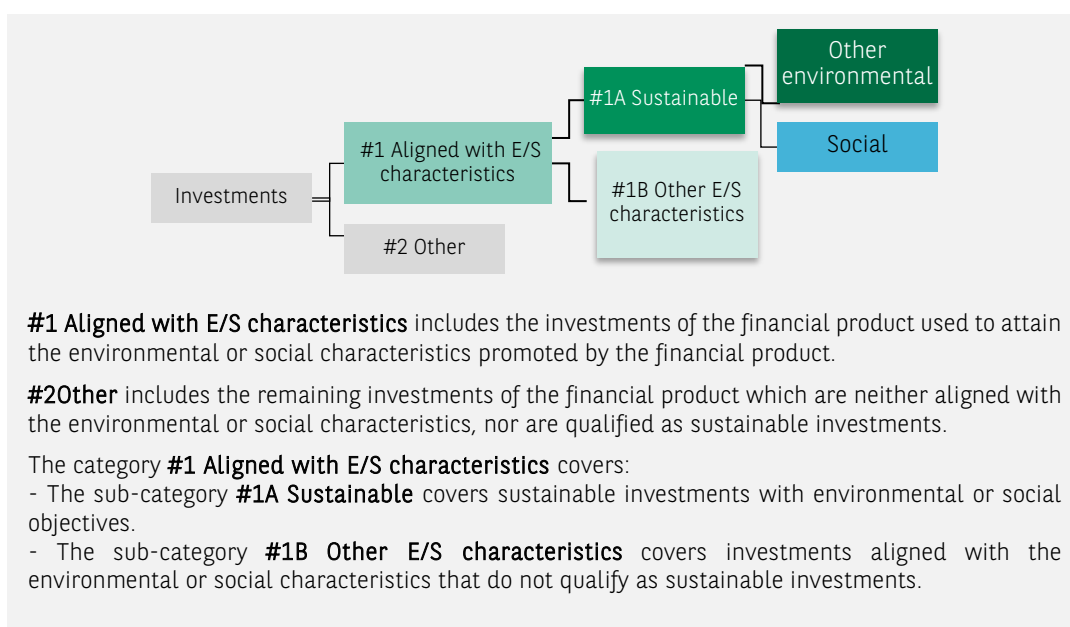 Other
environmental
#1A Sustainable
#1 Aligned with E/S
characteristics
Social
Investments
#1B Other E/S
characteristics
#2 Other
#1 Aligned with E/S characteristics includes the investments of the financial product used to attain
the environmental or social characteristics promoted by the financial product.
#2Other includes the remaining investments of the financial product which are neither aligned with
the environmental or social characteristics, nor are qualified as sustainable investments.
The category #1 Aligned with E/S characteristics covers:
- The sub-category #1A Sustainable covers sustainable investments with environmental or social
objectives.
- The sub-category #1B Other E/S characteristics covers investments aligned with the
environmental or social characteristics that do not qualify as sustainable investments.